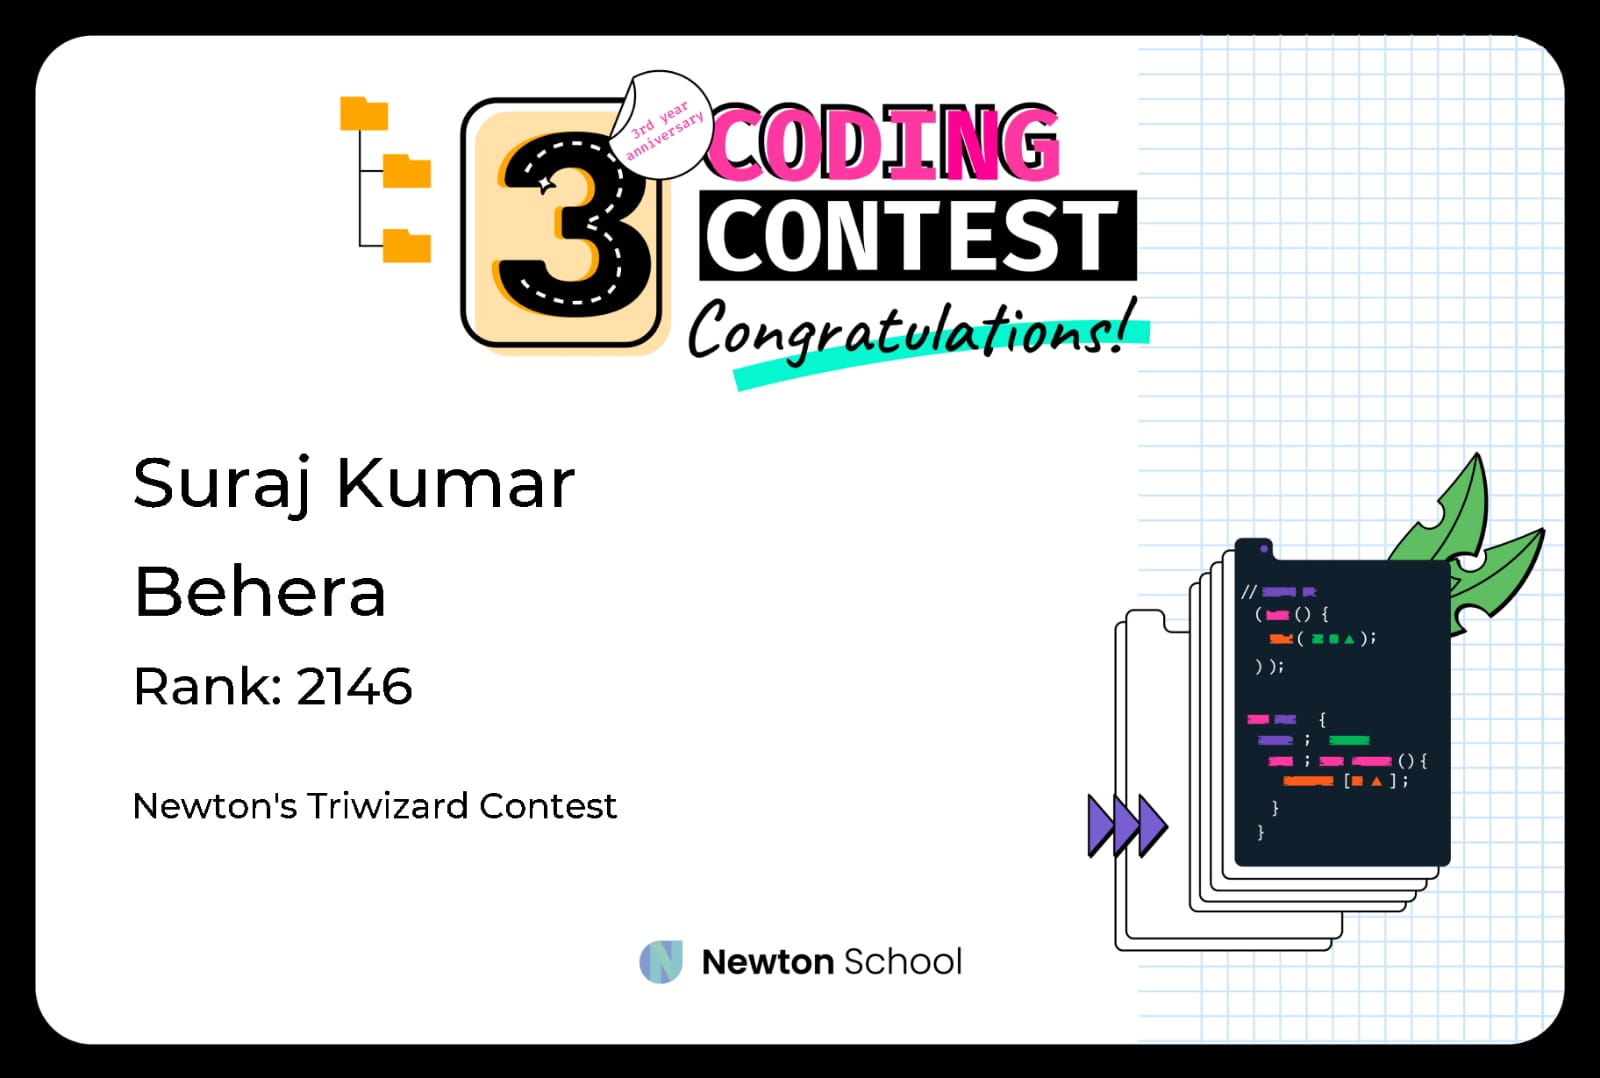 3
3rd year
anniversary
CODING
CONTEST
Congratulations!
Suraj Kumar
Behera
Rank: 2146
Newton's Triwizard Contest
//
( () {
( );
) );
{
;
; () {
[ ];
}
}
N Newton School